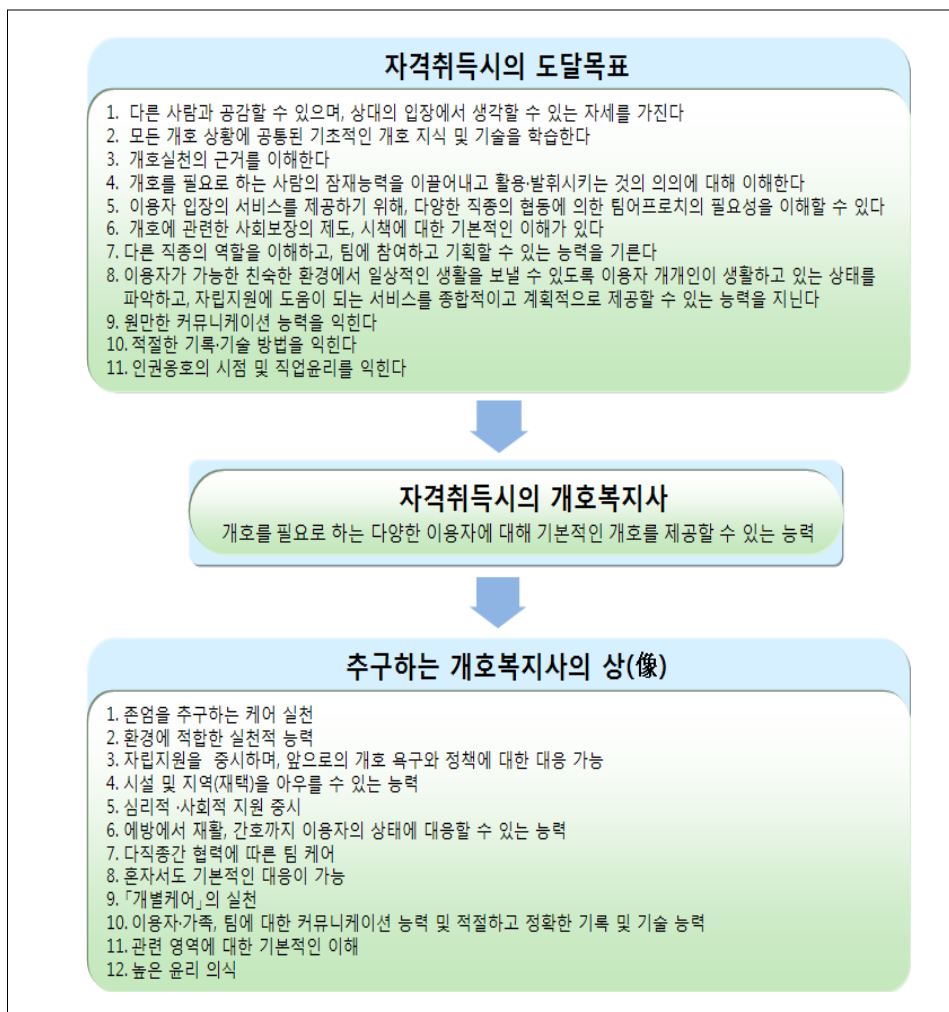 자격취득시의 도달목표
1. 다른 사람과 공감할 수 있으며, 상대의 입장에서 생각할 수 있는 자세를 가진다
2. 모든 개호 상황에 공통된 기초적인 개호 지식 및 기술을 학습한다
3. 개호실천의 근거를 이해한다
4. 개호를 필요로 하는 사람의 잠재능력을 이끌어내고 활용·발휘시키는 것의 의의에 대해 이해한다
5. 이용자 입장의 서비스를 제공하기 위해, 다양한 직종의 협동에 의한 팀어프로치의 필요성을 이해할 수 있다
6. 개호에 관련한 사회보장의 제도, 시책에 대한 기본적인 이해가 있다
7. 다른 직종의 역할을 이해하고, 팀에 참여하고 기획할 수 있는 능력을 기른다
8. 이용자가 가능한 친숙한 환경에서 일상적인 생활을 보낼 수 있도록 이용자 개개인이 생활하고 있는 상태를
파악하고, 자립지원에 도움이 되는 서비스를 종합적이고 계획적으로 제공할 수 있는 능력을 지닌다
9. 원만한 커뮤니케이션 능력을 익힌다
10. 적절한 기록·기술 방법을 익힌다
11. 인권옹호의 시점 및 직업윤리를 익힌다
자격취득시의 개호복지사
개호를 필요로 하는 다양한 이용자에 대해 기본적인 개호를 제공할 수 있는 능력
추구하는 개호복지사의 상(像)
1. 존엄을 추구하는 케어 실천
2. 환경에 적합한 실천적 능력
3. 자립지원을 중시하며, 앞으로의 개호 욕구와 정책에 대한 대응 가능
4. 시설 및 지역(재택)을 아우를 수 있는 능력
5. 심리적 ·사회적 지원 중시
6. 에방에서 재활, 간호까지 이용자의 상태에 대응할 수 있는 능력
7. 다직종간 협력에 따른 팀 케어
8. 혼자서도 기본적인 대응이 가능
9. 「개별케어」의 실천
10. 이용자·가족, 팀에 대한 커뮤니케이션 능력 및 적절하고 정확한 기록 및 기술 능력
11. 관련 영역에 대한 기본적인 이해
12. 높은 윤리 의식